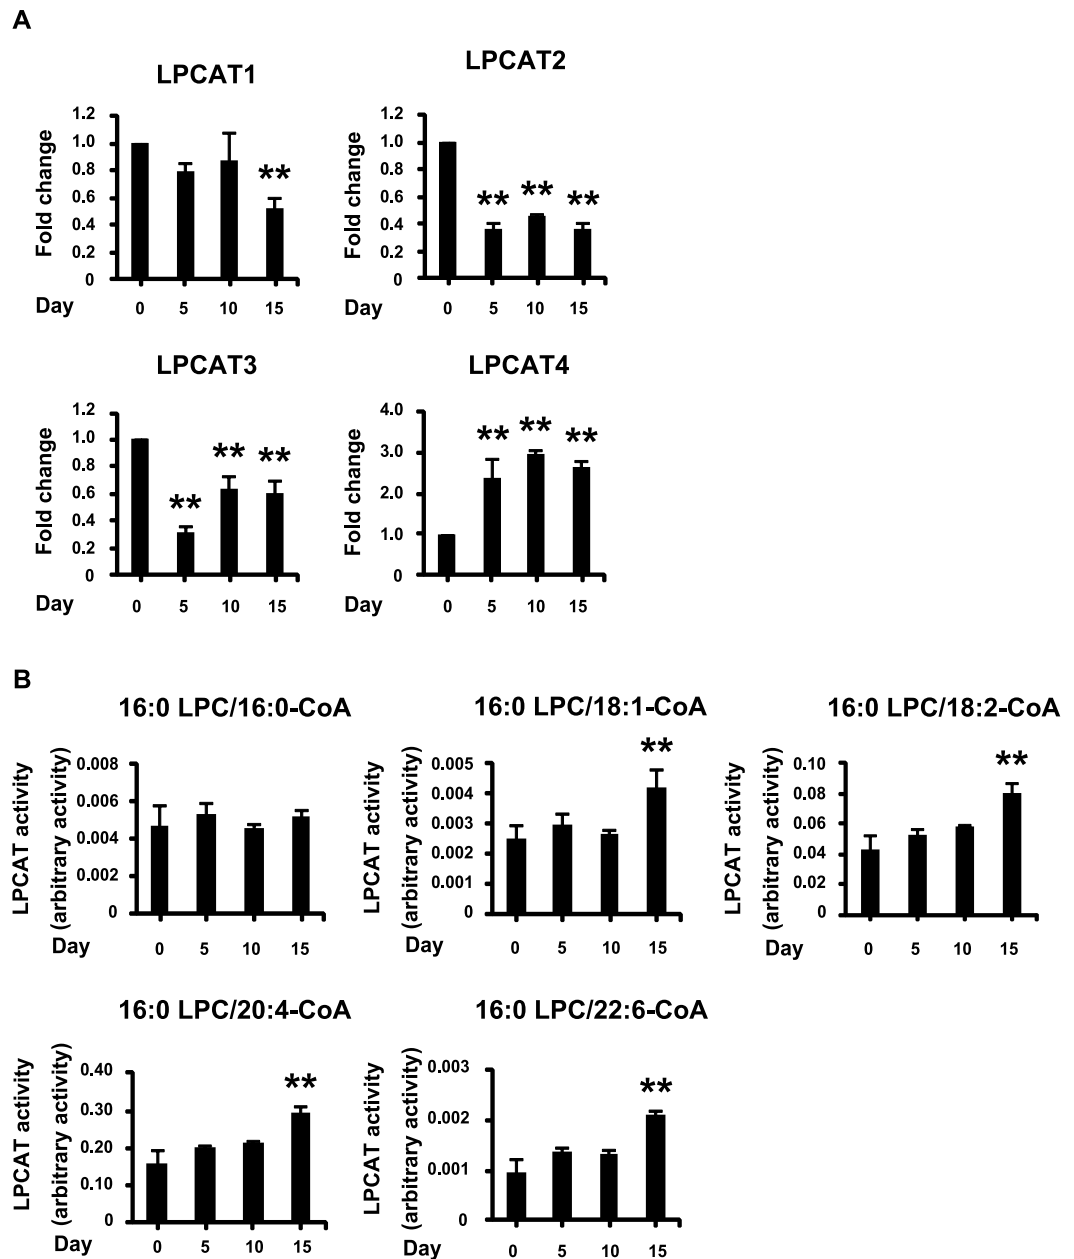 A
LPCAT1
LPCAT2
Fold change
1.2
1.0
0.8
0.6
0.4
0.2
0
**
Day 0 5 10 15
Fold change
1.2
1.0
0.8
0.6
0.4
0.2
0
** ** **
Day 0 5 10 15
LPCAT3
LPCAT4
Fold change
1.2
1.0
0.8
0.6
0.4
0.2
0
** ** **
Day 0 5 10 15
Fold change
4.0
3.0
2.0
1.0
0
** ** **
Day 0 5 10 15
B
16:0 LPC/16:0-CoA
LPCAT activity
(arbitrary activity)
0.008
0.006
0.004
0.002
0
Day 0 5 10 15
16:0 LPC/18:1-CoA
LPCAT activity
(arbitrary activity)
0.005
0.004
0.003
0.002
0.001
0
**
Day 0 5 10 15
16:0 LPC/18:2-CoA
LPCAT activity
(arbitrary activity)
0.10
0.08
0.06
0.04
0.02
0
**
Day 0 5 10 15
16:0 LPC/20:4-CoA
LPCAT activity
(arbitrary activity)
0.40
0.30
0.20
0.10
0
**
Day 0 5 10 15
16:0 LPC/22:6-CoA
LPCAT activity
(arbitrary activity)
0.003
0.002
0.001
0
**
Day 0 5 10 15